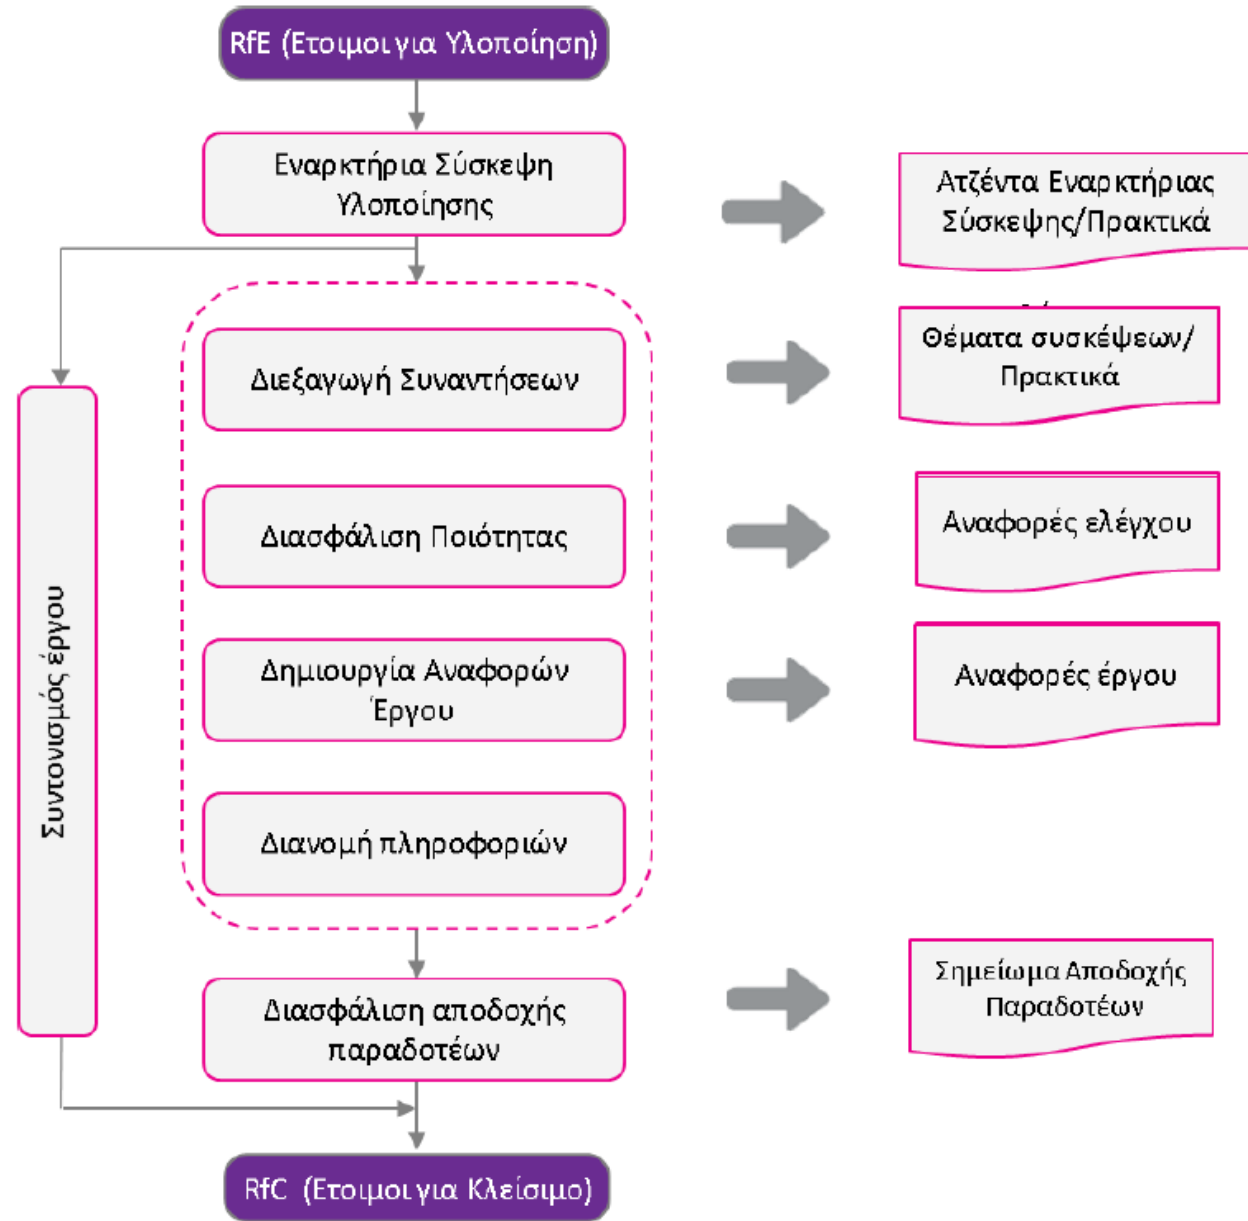 RfE (Ετοιμοι για Υλοποίηση)
Εναρκτήρια Σύσκεψη
Υλοποίησης
Ατζέντα Εναρκτήριας
Σύσκεψης/Πρακτικά
Διεξαγωγή Συναντήσεων
Θέματα συσκέψεων/
Πρακτικά
Διασφάλιση Ποιότητας
Αναφορές ελέγχου
Δημιουργία Αναφορών
Έργου
Αναφορές έργου
Συντονισμός έργου
Διανομή πληροφοριών
Διασφάλιση αποδοχής
παραδοτέων
Σημείωμα Αποδοχής
Παραδοτέων
RfC (Ετοιμοι για Κλείσιμο)